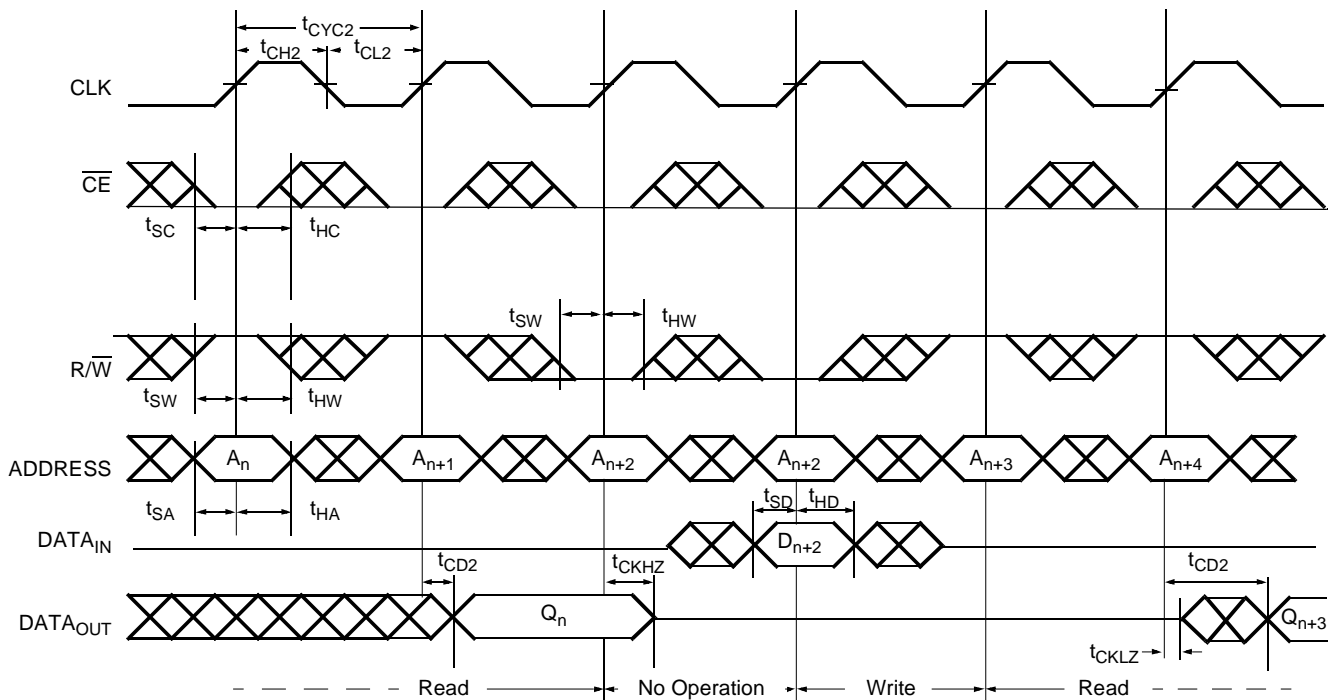 tCYC2
tCH2 tCL2
CLK
CE
tSC tHC
tSW tHW
R/W
tSW tHW
ADDRESS An An+1 An+2 An+2 An+3 An+4
tSA tHA tSD tHD
DATAIN Dn+2
tCD2 tCKHZ tCD2
DATAOUT Qn Qn+3
tCKLZ
Read No Operation Write Read